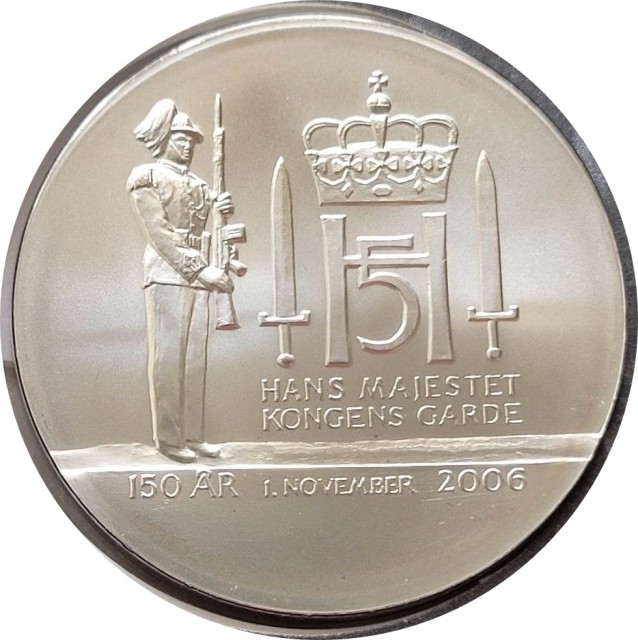 H5
HANS MAJESTET
KONGENS GARDE
150 ÅR 1. NOVEMBER 2006